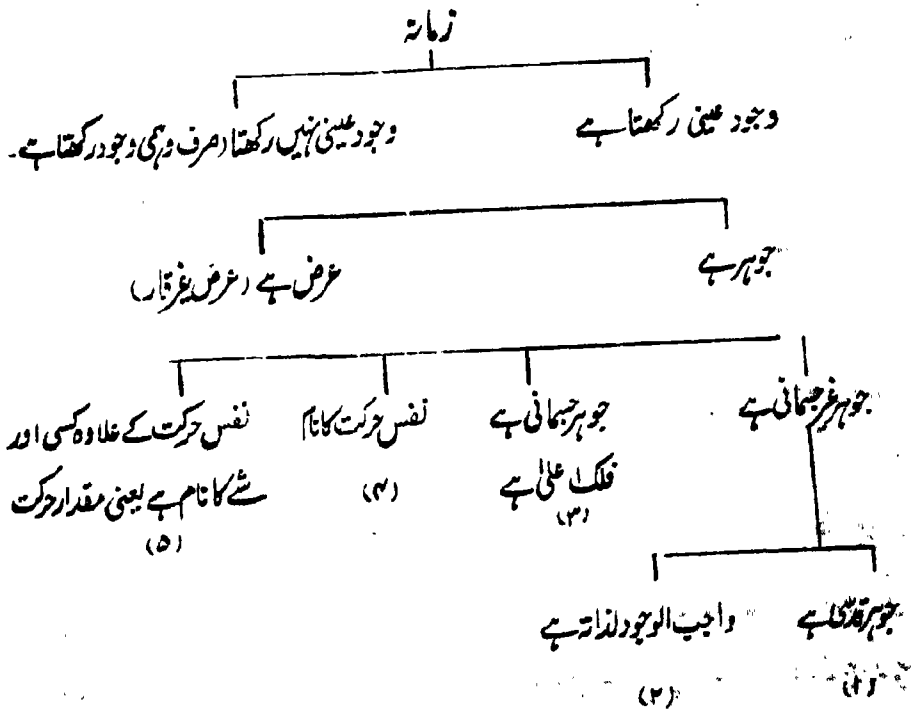 زمانہ
وجود عینی رکھتا ہے
وجود عینی نہیں رکھتا (صرف وہمی وجود رکھتا ہے۔
جوہر ہے
عرض ہے (عرض غیر قار)
جوہر غیر جسمانی ہے
جوہر جسمانی ہے
فلک اعلیٰ ہے
(۳)
نفس حرکت کا نام
(۴)
نفس حرکت کے علاوہ کسی اور
شے کا نام ہے یعنی مقدار حرکت
(۵)
جوہر قدسی ہے
(۱)
واجب الوجود لذاتہ ہے
(۲)